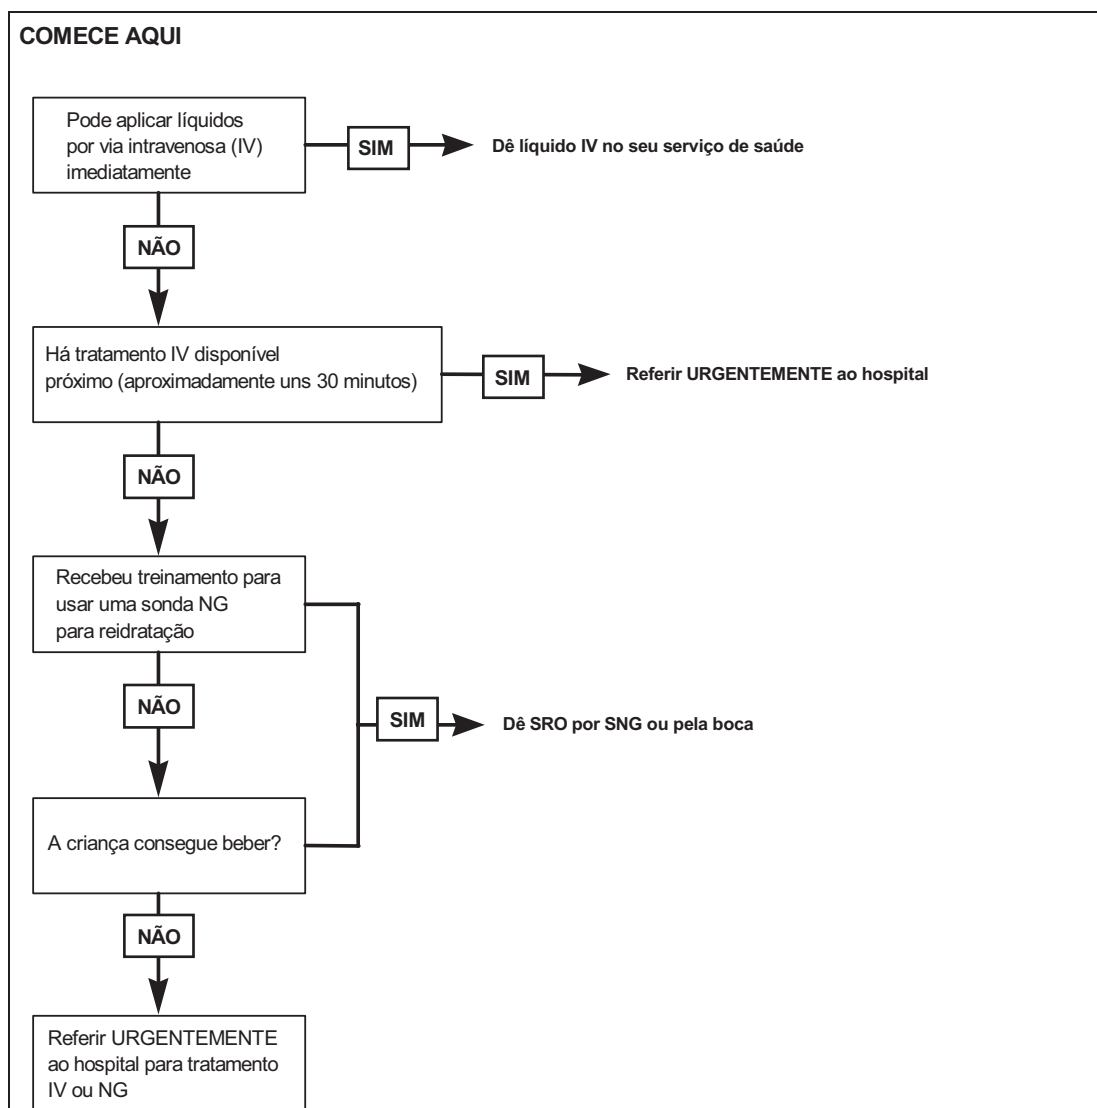 COMECE AQUI
Pode aplicar líquidos
por via intravenosa (IV)
imediatamente
SIM
Dê líquido IV no seu serviço de saúde
NÃO
Há tratamento IV disponível
próximo (aproximadamente uns 30 minutos)
SIM
Referir URGENTEMENTE ao hospital
NÃO
Recebeu treinamento para
usar uma sonda NG
para reidratação
NÃO
SIM
Dê SRO por SNG ou pela boca
A criança consegue beber?
NÃO
Referir URGENTEMENTE
ao hospital para tratamento
IV ou NG